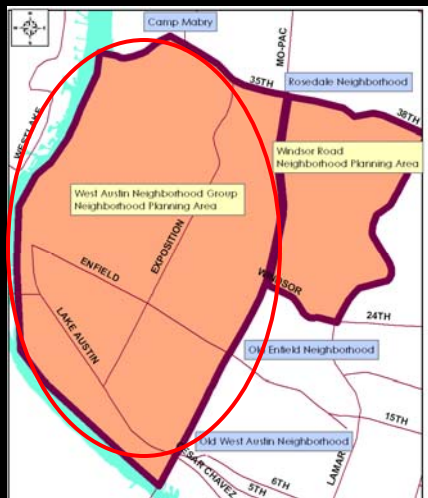 Camp Mabry
MO-PAC
35TH
Rosedale Neighborhood
38TH
WESTLAKE
Windsor Road
Neighborhood Planning Area
West Austin Neighborhood Group
Neighborhood Planning Area
EXPOSITION
ENFIELD
WINDSOR
LAKE AUSTIN
24TH
Old Enfield Neighborhood
15TH
Old West Austin Neighborhood
LAMAR
6TH
5TH